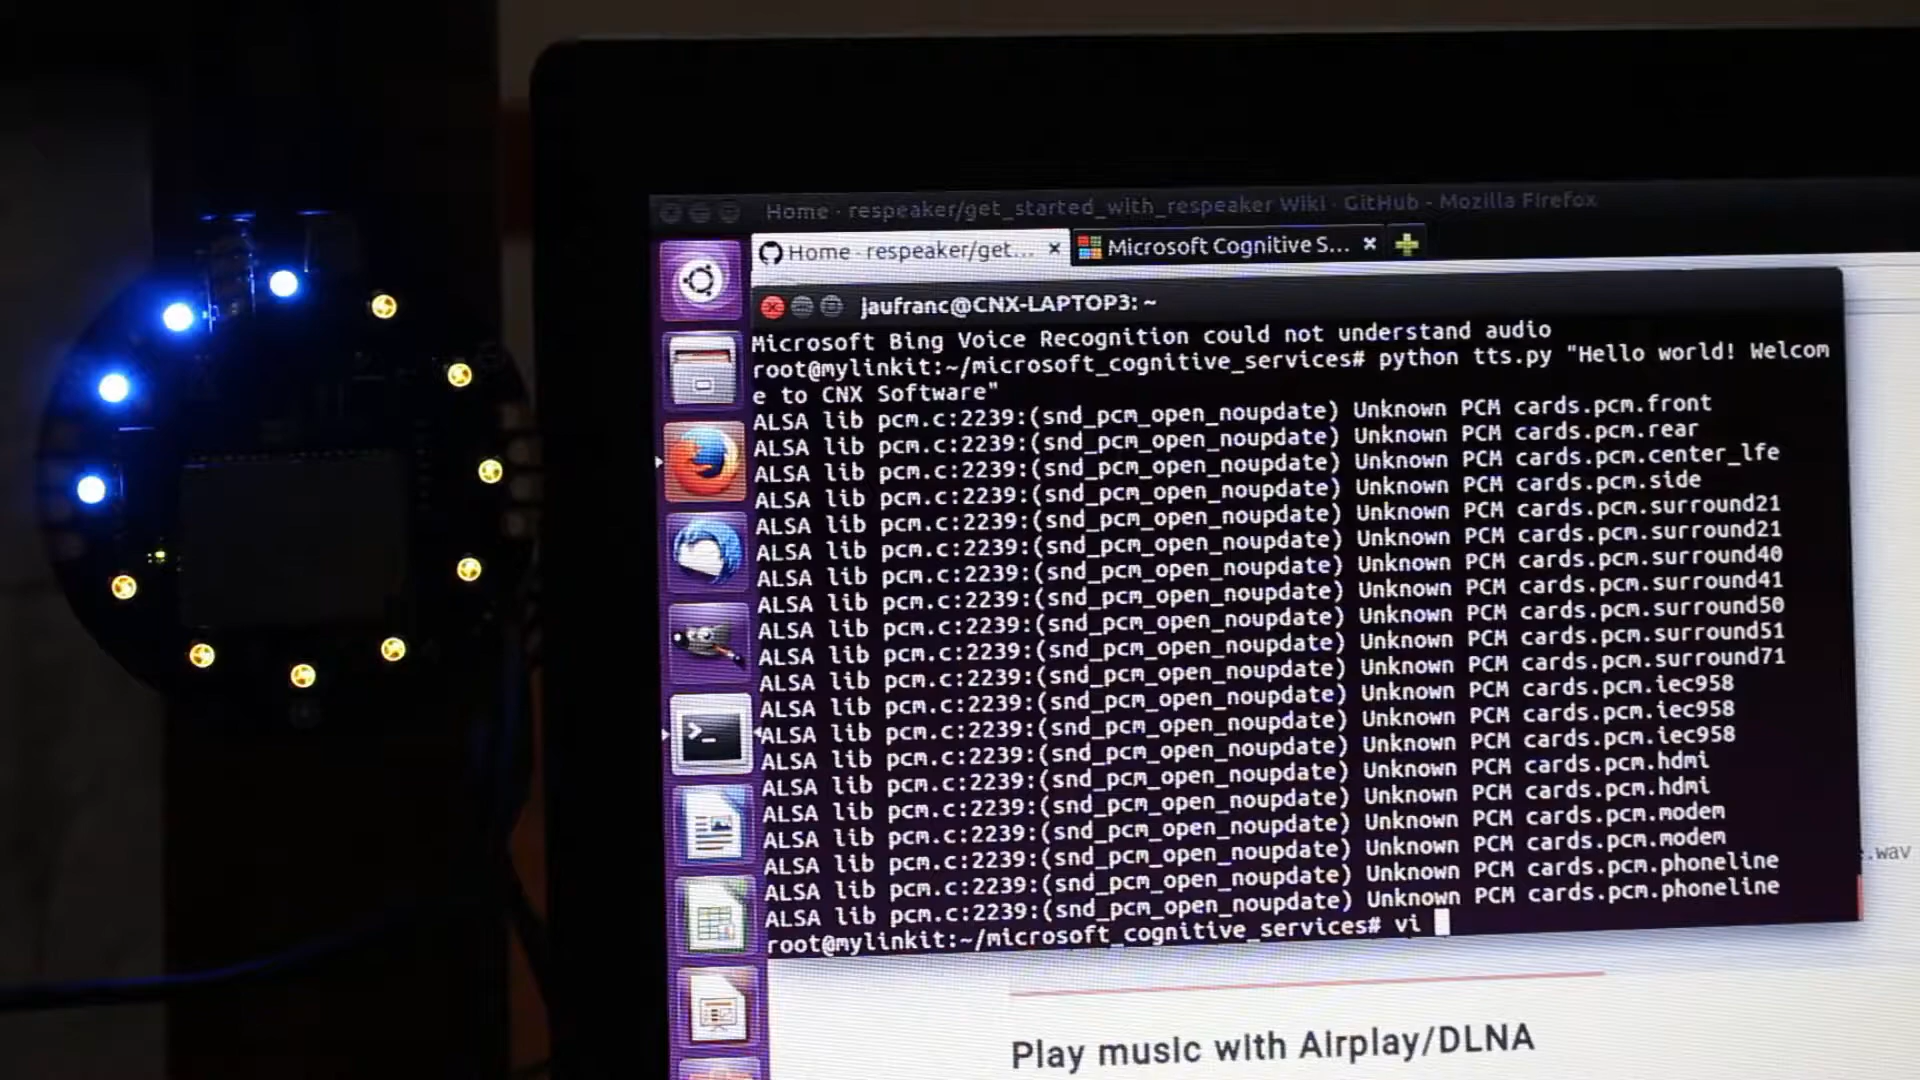 Home · respeaker/get_started_with_respeaker Wiki · GitHub - Mozilla Firefox
Home · respeaker/get... Microsoft Cognitive S...
jaufranc@CNX-LAPTOP3: ~
Microsoft Bing Voice Recognition could not understand audio
root@mylinkit:~/microsoft_cognitive_services# python tts.py "Hello world! Welcom
e to CNX Software"
ALSA lib pcm.c:2239:(snd_pcm_open_noupdate) Unknown PCM cards.pcm.front
ALSA lib pcm.c:2239:(snd_pcm_open_noupdate) Unknown PCM cards.pcm.rear
ALSA lib pcm.c:2239:(snd_pcm_open_noupdate) Unknown PCM cards.pcm.center_lfe
ALSA lib pcm.c:2239:(snd_pcm_open_noupdate) Unknown PCM cards.pcm.side
ALSA lib pcm.c:2239:(snd_pcm_open_noupdate) Unknown PCM cards.pcm.surround21
ALSA lib pcm.c:2239:(snd_pcm_open_noupdate) Unknown PCM cards.pcm.surround21
ALSA lib pcm.c:2239:(snd_pcm_open_noupdate) Unknown PCM cards.pcm.surround40
ALSA lib pcm.c:2239:(snd_pcm_open_noupdate) Unknown PCM cards.pcm.surround41
ALSA lib pcm.c:2239:(snd_pcm_open_noupdate) Unknown PCM cards.pcm.surround50
ALSA lib pcm.c:2239:(snd_pcm_open_noupdate) Unknown PCM cards.pcm.surround51
ALSA lib pcm.c:2239:(snd_pcm_open_noupdate) Unknown PCM cards.pcm.surround71
ALSA lib pcm.c:2239:(snd_pcm_open_noupdate) Unknown PCM cards.pcm.iec958
ALSA lib pcm.c:2239:(snd_pcm_open_noupdate) Unknown PCM cards.pcm.iec958
ALSA lib pcm.c:2239:(snd_pcm_open_noupdate) Unknown PCM cards.pcm.iec958
ALSA lib pcm.c:2239:(snd_pcm_open_noupdate) Unknown PCM cards.pcm.hdmi
ALSA lib pcm.c:2239:(snd_pcm_open_noupdate) Unknown PCM cards.pcm.hdmi
ALSA lib pcm.c:2239:(snd_pcm_open_noupdate) Unknown PCM cards.pcm.modem
ALSA lib pcm.c:2239:(snd_pcm_open_noupdate) Unknown PCM cards.pcm.modem
ALSA lib pcm.c:2239:(snd_pcm_open_noupdate) Unknown PCM cards.pcm.phoneline
ALSA lib pcm.c:2239:(snd_pcm_open_noupdate) Unknown PCM cards.pcm.phoneline
root@mylinkit:~/microsoft_cognitive_services# vi
.wav
Play music with Airplay/DLNA